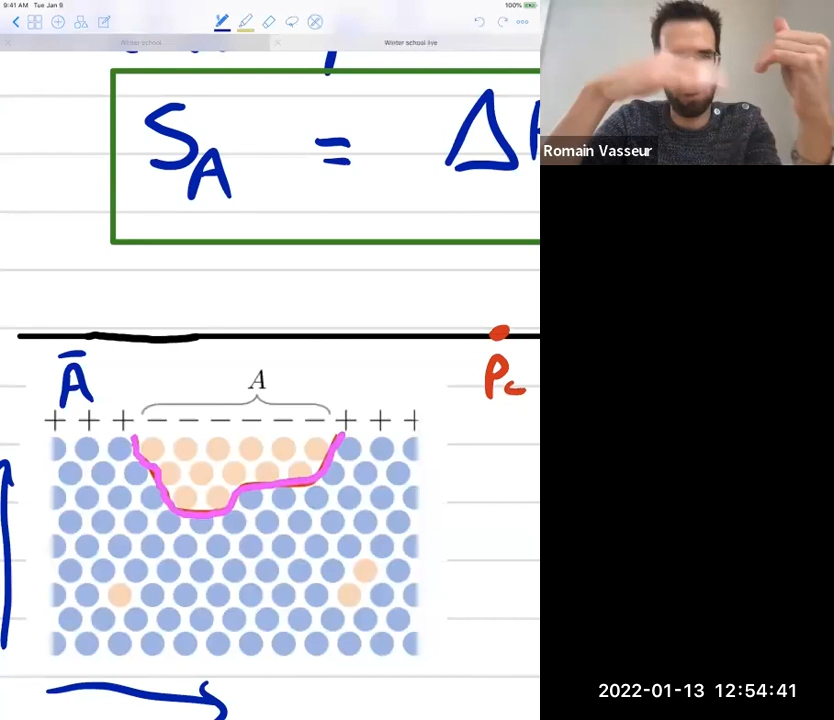 9:41 AM Tue Jan 9
100%
Winter school
Winter school live
S_A = Δ
Romain Vasseur
Ā
P_c
A
+ + + − − − − − − + + +
2022-01-13 12:54:41